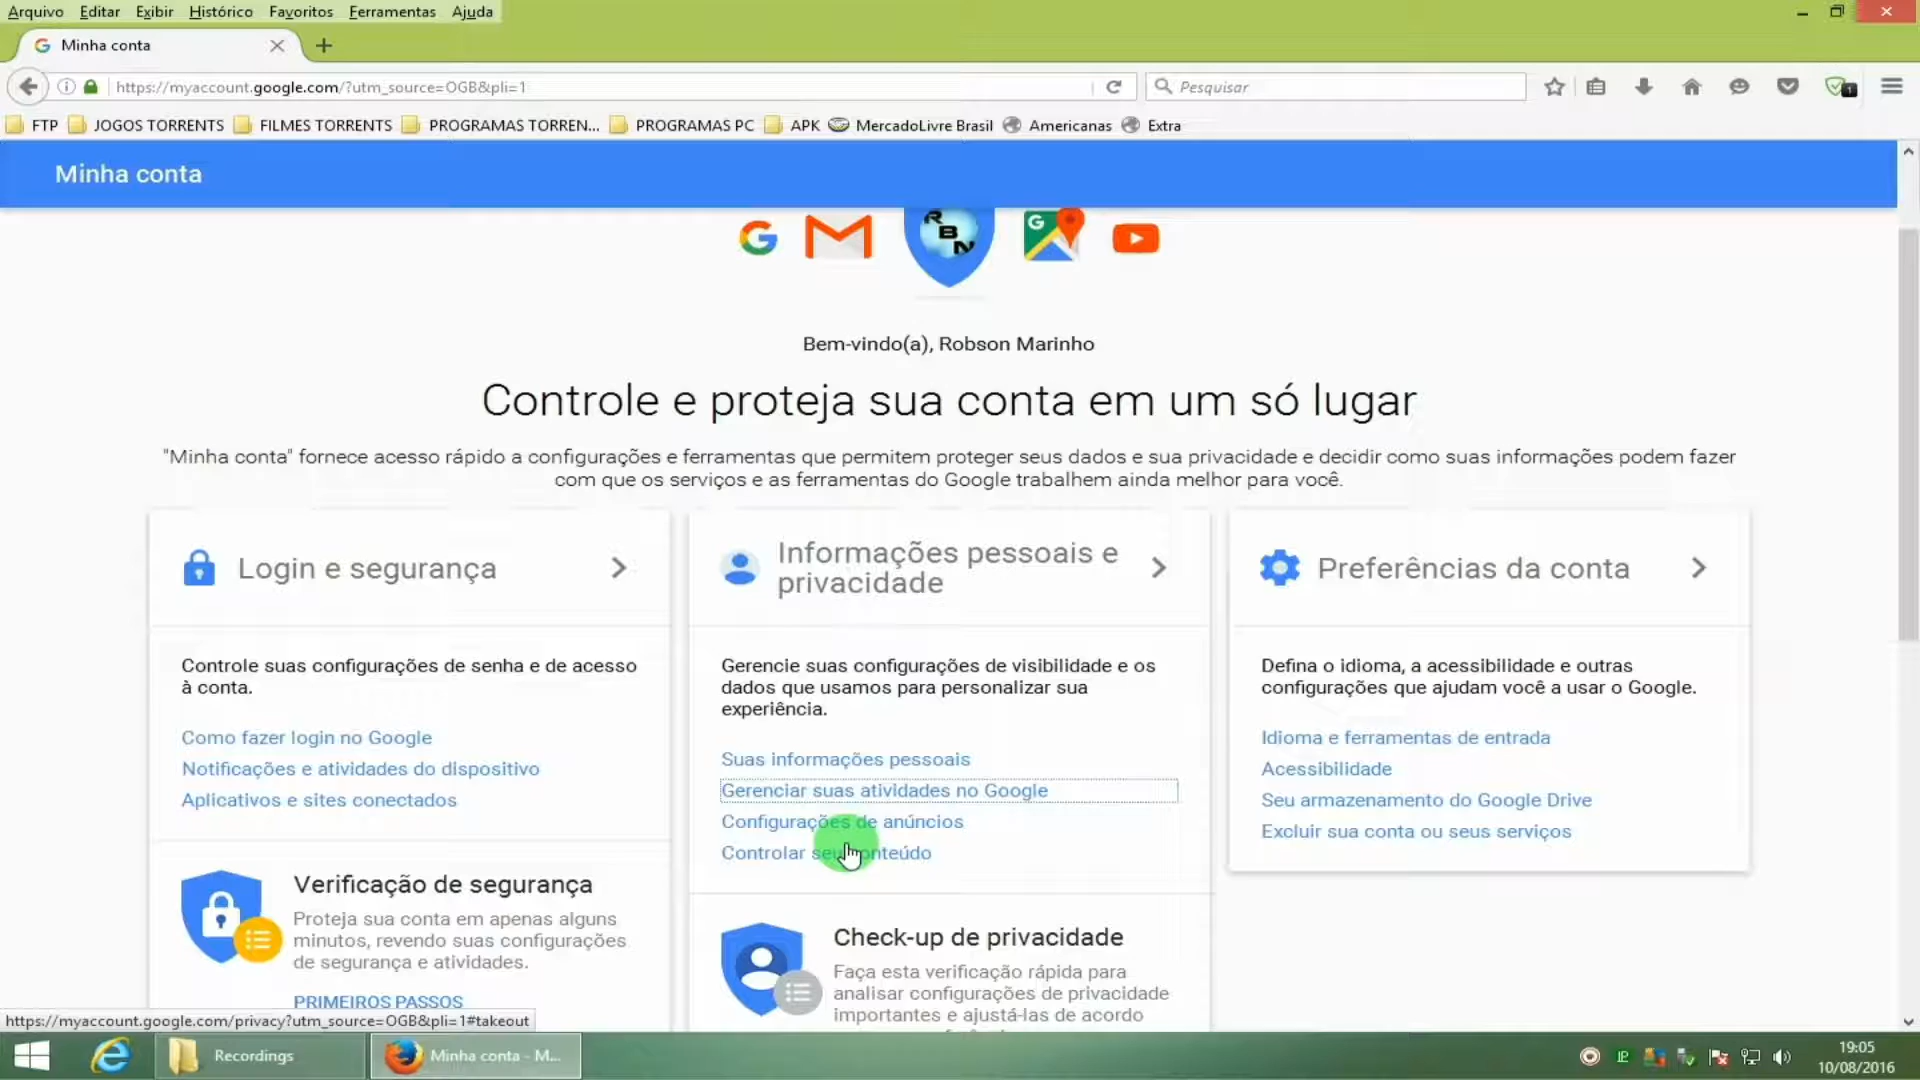 Arquivo Editar Exibir Histórico Favoritos Ferramentas Ajuda
Minha conta
https://myaccount.google.com/?utm_source=OGB&pli=1
Pesquisar
1
FTP JOGOS TORRENTS FILMES TORRENTS PROGRAMAS TORREN... PROGRAMAS PC APK MercadoLivre Brasil Americanas Extra
Minha conta
RBN
Bem-vindo(a), Robson Marinho
Controle e proteja sua conta em um só lugar
"Minha conta" fornece acesso rápido a configurações e ferramentas que permitem proteger seus dados e sua privacidade e decidir como suas informações podem fazer
com que os serviços e as ferramentas do Google trabalhem ainda melhor para você.
Login e segurança
Controle suas configurações de senha e de acesso
à conta.
Como fazer login no Google
Notificações e atividades do dispositivo
Aplicativos e sites conectados
Verificação de segurança
Proteja sua conta em apenas alguns
minutos, revendo suas configurações
de segurança e atividades.
PRIMEIROS PASSOS
Informações pessoais e
privacidade
Gerencie suas configurações de visibilidade e os
dados que usamos para personalizar sua
experiência.
Suas informações pessoais
Gerenciar suas atividades no Google
Configurações de anúncios
Controlar seu conteúdo
Check-up de privacidade
Faça esta verificação rápida para
analisar configurações de privacidade
importantes e ajustá-las de acordo
Preferências da conta
Defina o idioma, a acessibilidade e outras
configurações que ajudam você a usar o Google.
Idioma e ferramentas de entrada
Acessibilidade
Seu armazenamento do Google Drive
Excluir sua conta ou seus serviços
https://myaccount.google.com/privacy?utm_source=OGB&pli=1#takeout
Recordings
Minha conta - M...
IP
19:05
10/08/2016